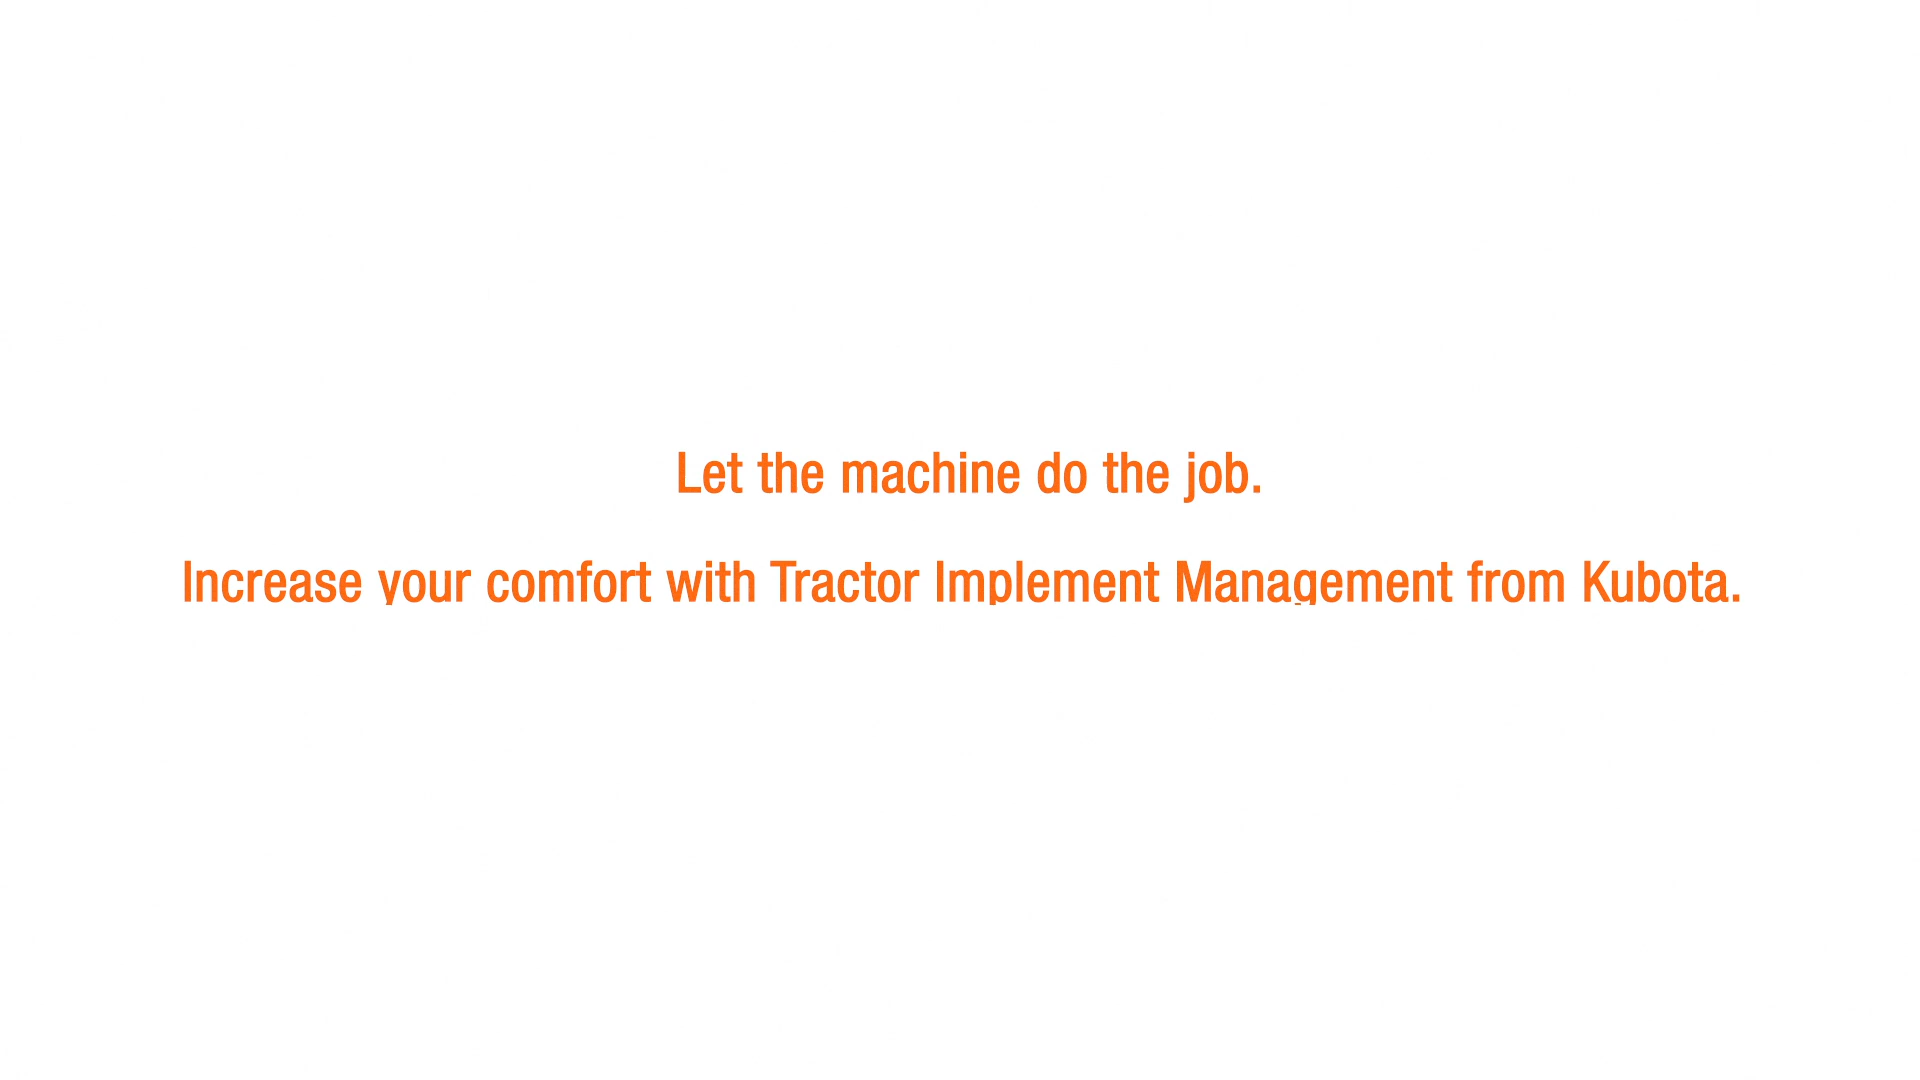 Let the machine do the job.
Increase your comfort with Tractor Implement Management from Kubota.